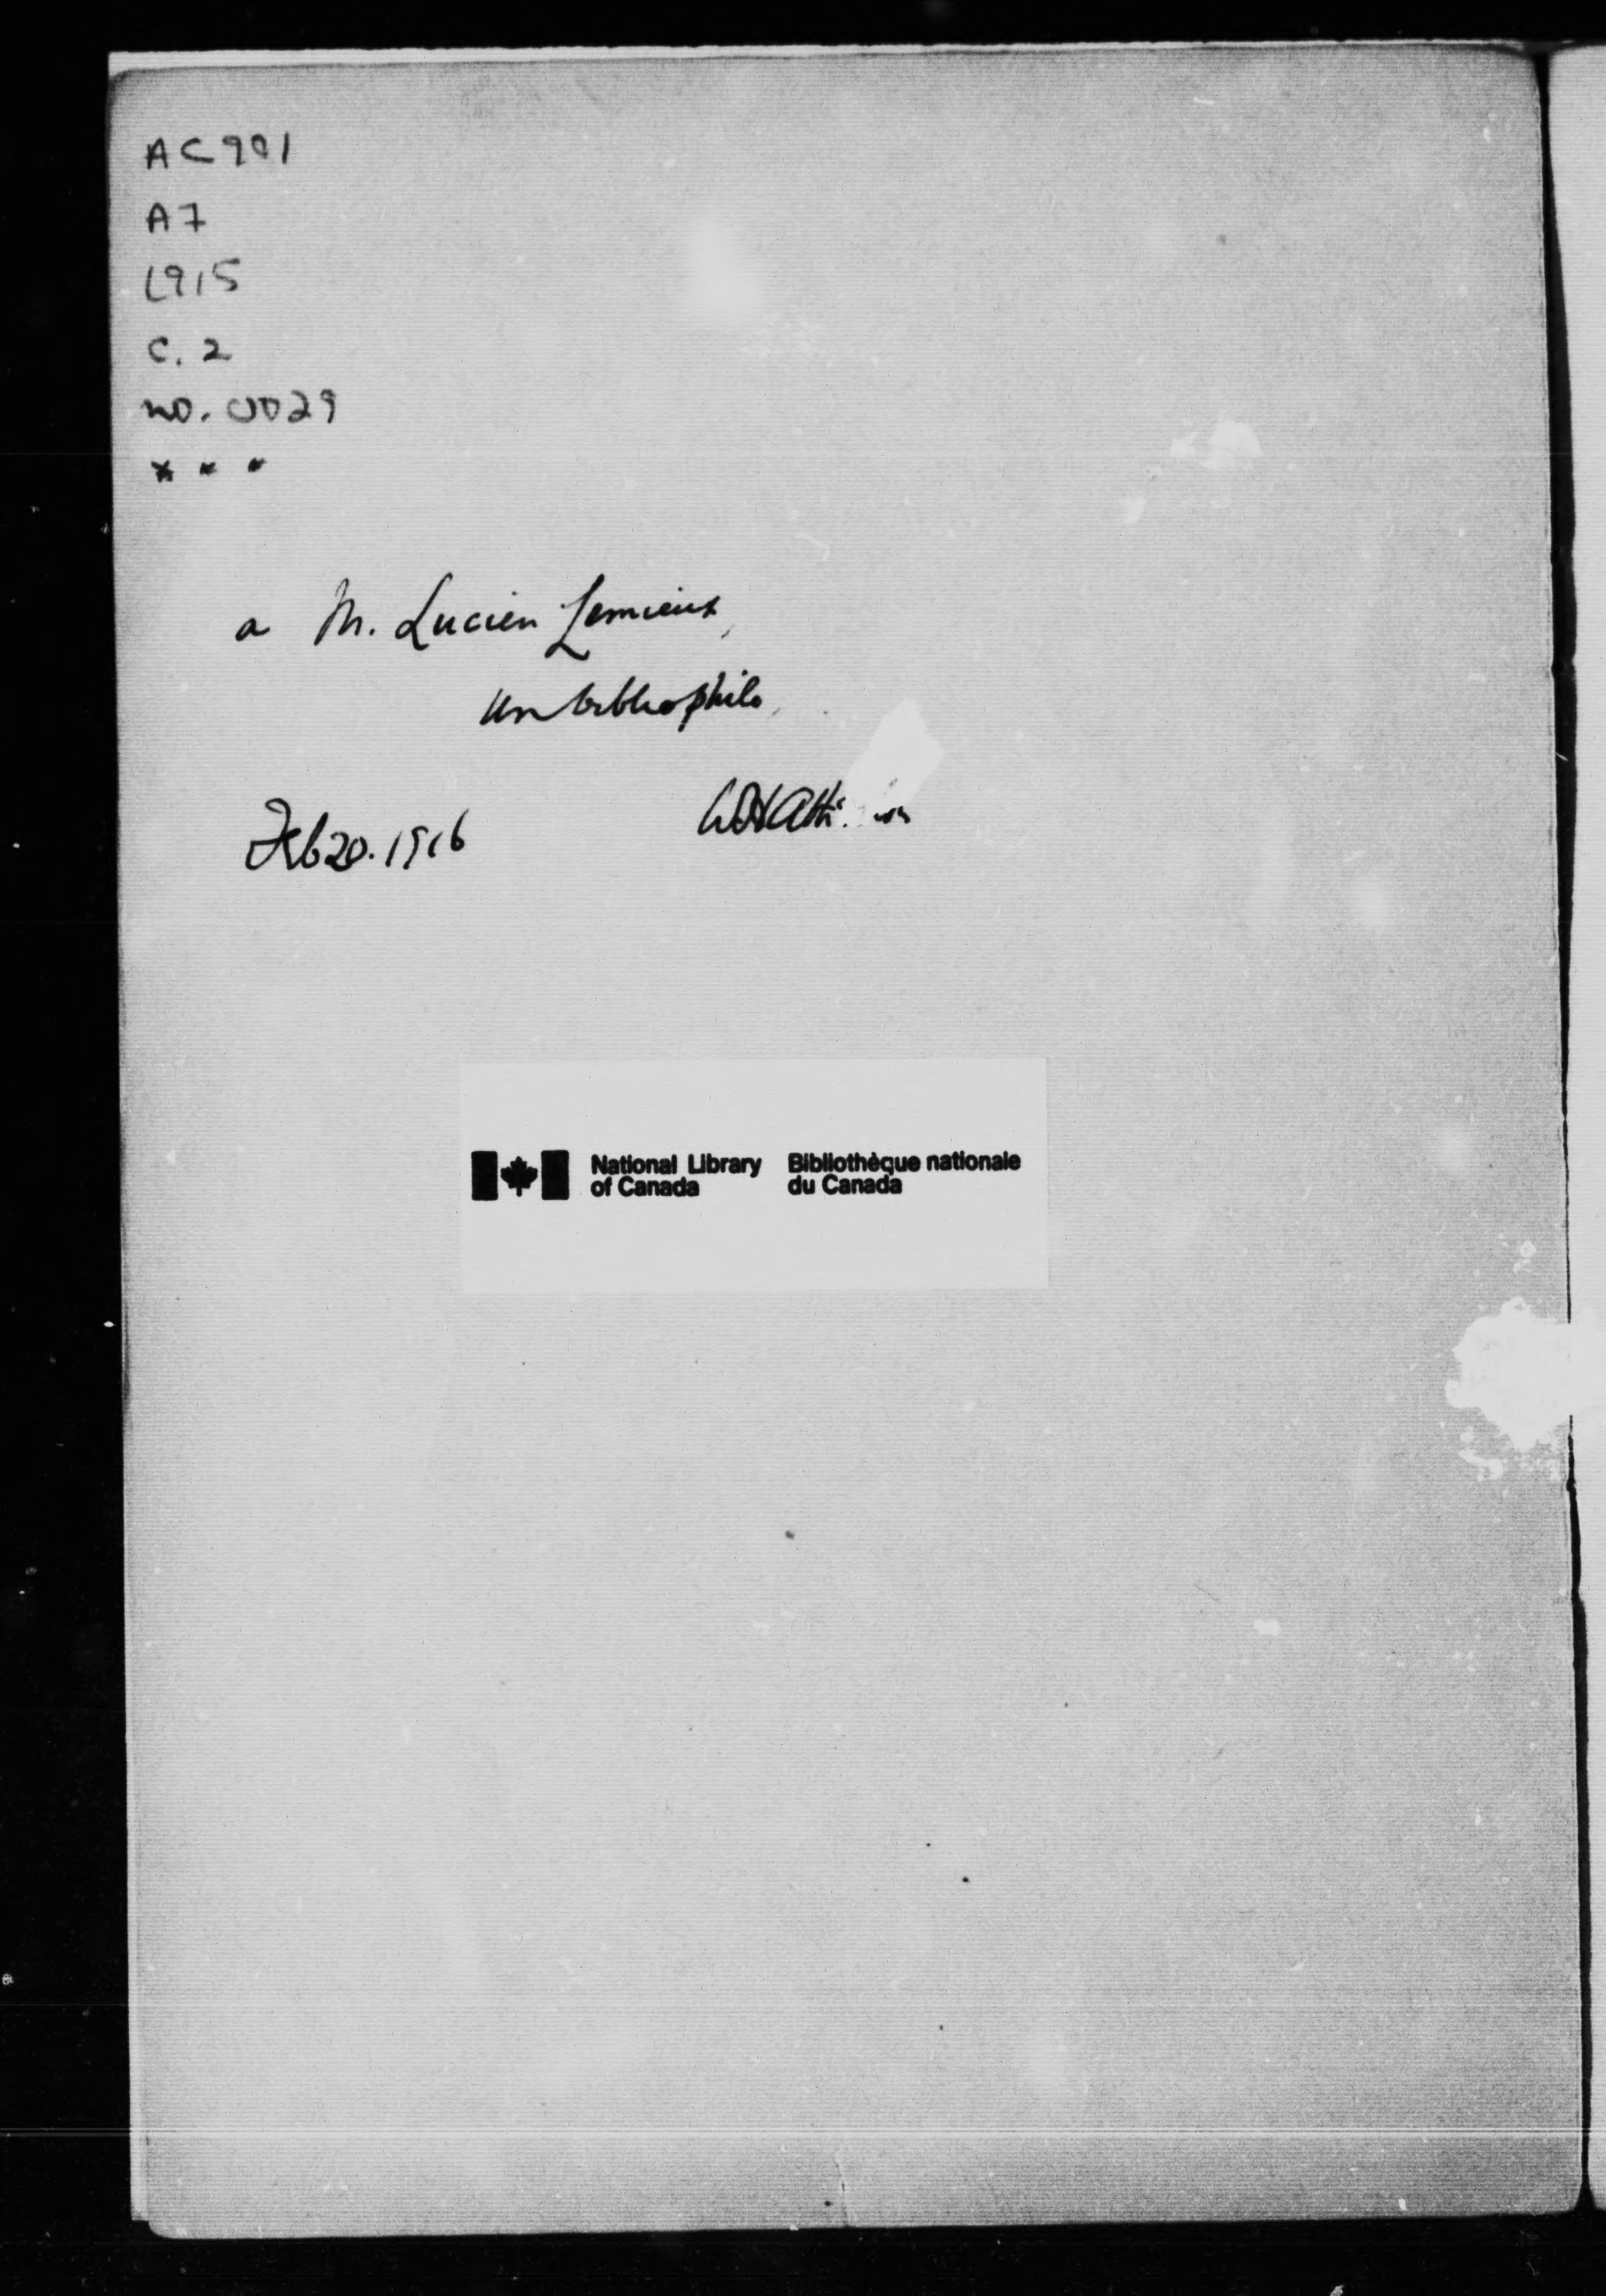 AC901
A7
1915
C.2
no. 0029
* * *
a M. Lucien Lemieux,
un bibliophile,
Feb 20. 1916
National Library of Canada
Bibliothèque nationale du Canada